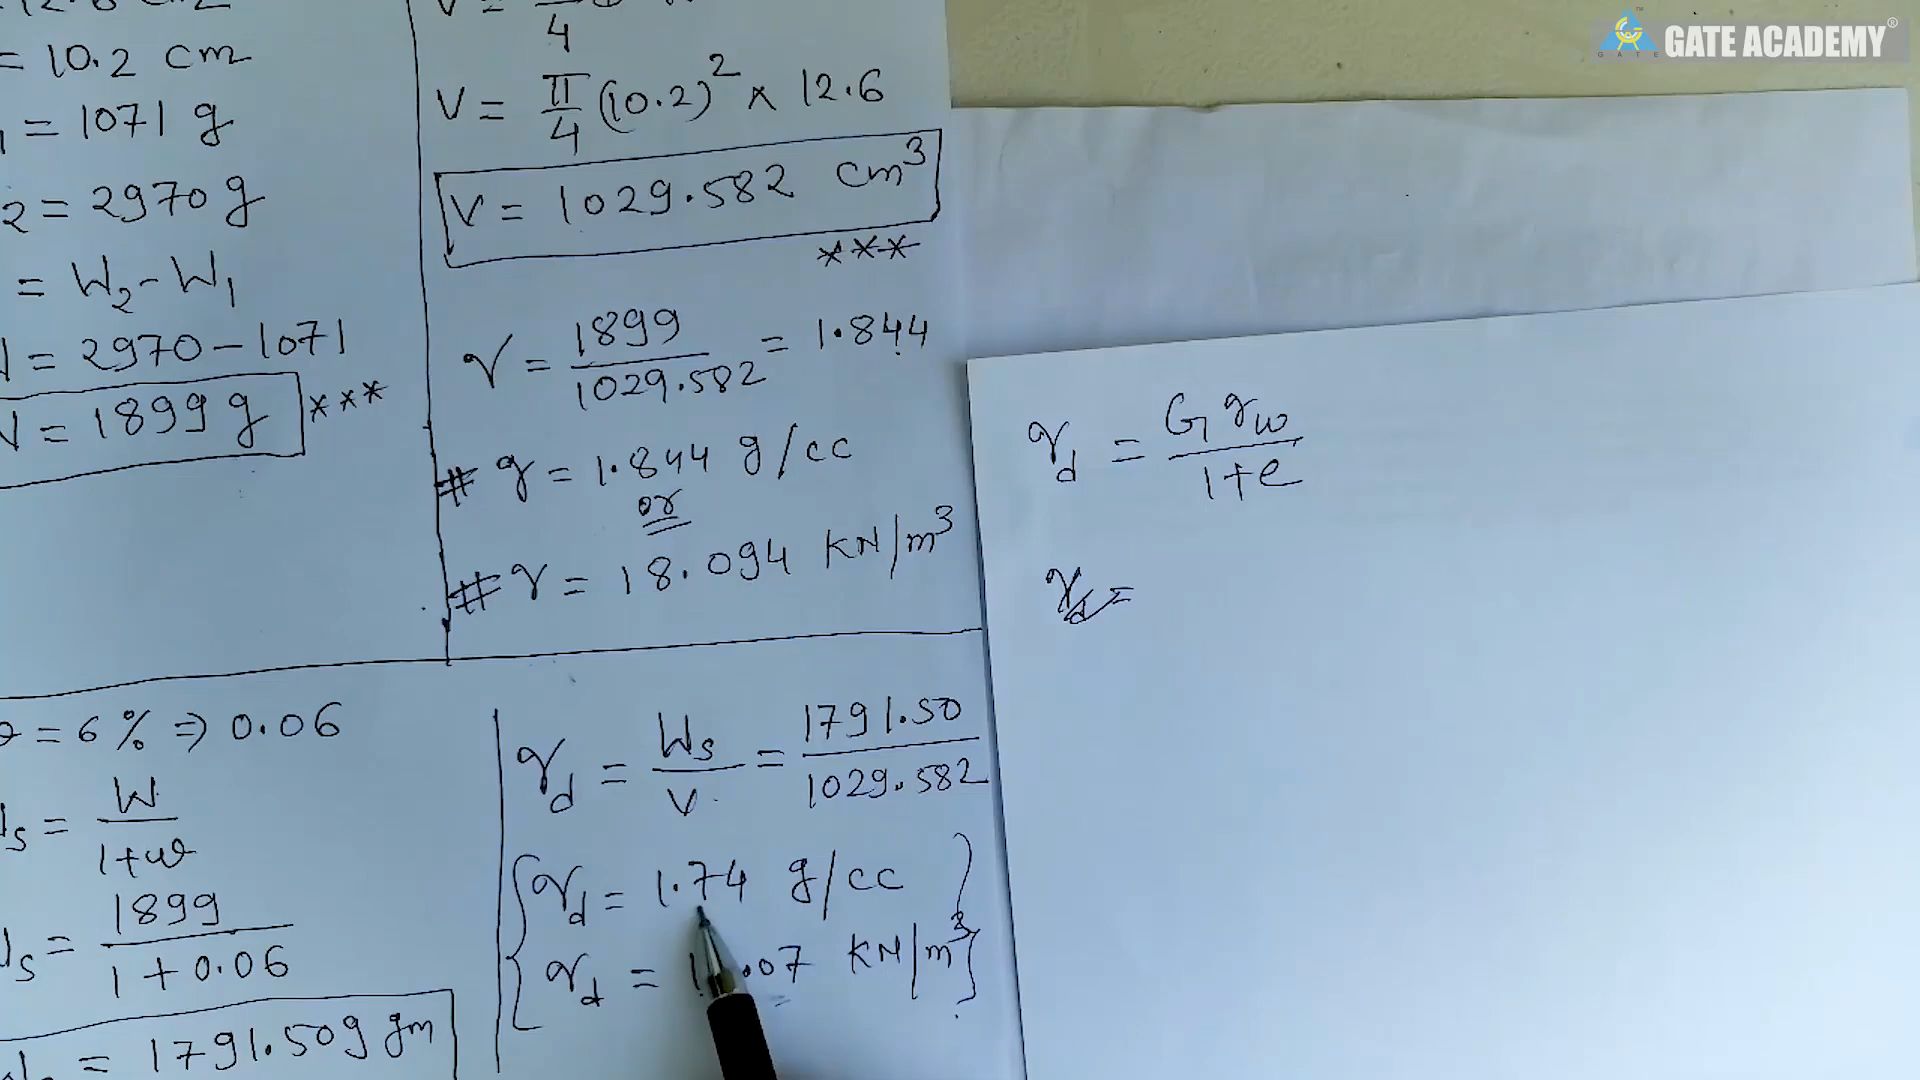 = 10.2 cm
= 1071 g
2 = 2970 g
= W2 - W1
= 2970 - 1071
= 1899 g ***
4
V = π/4 (10.2)² × 12.6
V = 1029.582 cm³
***
γ = 1899/1029.582 = 1.844
# γ = 1.844 g/cc
or
# γ = 18.094 KN/m³
= 6% ⇒ 0.06
s = W/1+w
s = 1899/1+0.06
= 1791.509 gm
γd = Ws/V = 1791.50/1029.582
γd = 1.74 g/cc
γd = .07 KN/m³
GATE ACADEMY®
GATE
γd = Gγw/1+e
γd =